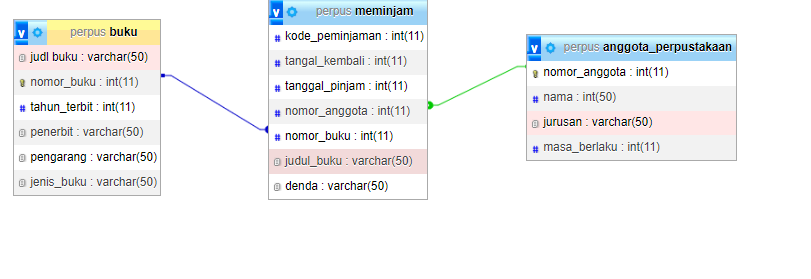 perpus buku
judl buku : varchar(50)
nomor_buku : int(11)
tahun_terbit : int(11)
penerbit : varchar(50)
pengarang : varchar(50)
jenis_buku : varchar(50)
perpus meminjam
kode_peminjaman : int(11)
tangal_kembali : int(11)
tanggal_pinjam : int(11)
nomor_anggota : int(11)
nomor_buku : int(11)
judul_buku : varchar(50)
denda : varchar(50)
perpus anggota_perpustakaan
nomor_anggota : int(11)
nama : int(50)
jurusan : varchar(50)
masa_berlaku : int(11)